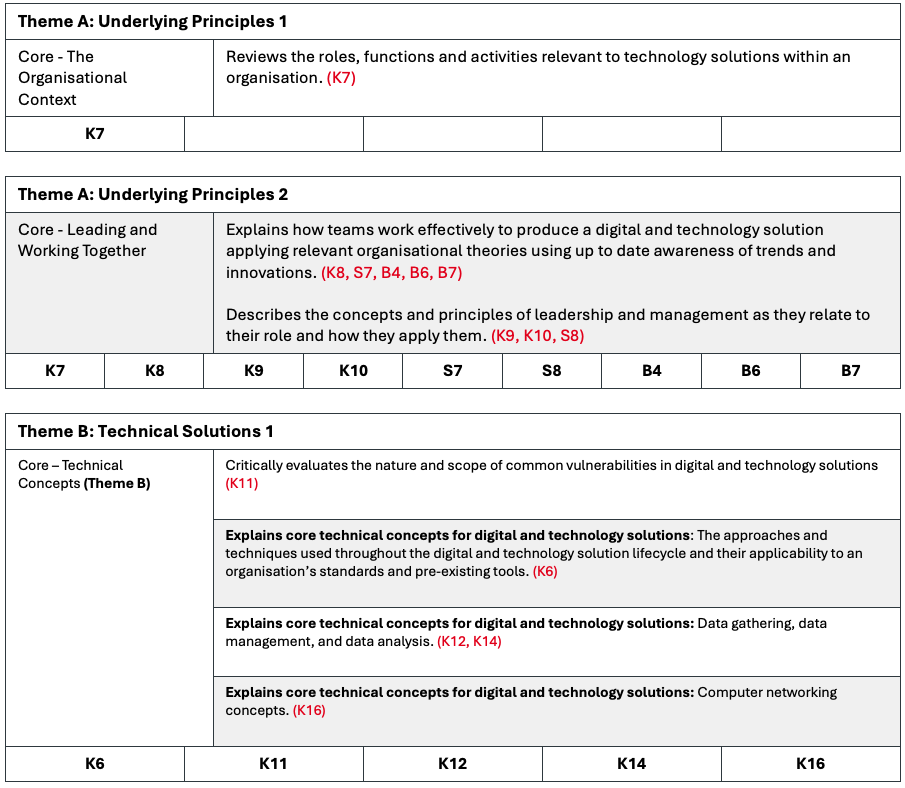 Theme A: Underlying Principles 1
Core - The
Organisational
Context
Reviews the roles, functions and activities relevant to technology solutions within an
organisation. (K7)
K7
Theme A: Underlying Principles 2
Core - Leading and
Working Together
Explains how teams work effectively to produce a digital and technology solution
applying relevant organisational theories using up to date awareness of trends and
innovations. (K8, S7, B4, B6, B7)
Describes the concepts and principles of leadership and management as they relate to
their role and how they apply them. (K9, K10, S8)
K7 K8 K9 K10 S7 S8 B4 B6 B7
Theme B: Technical Solutions 1
Core – Technical
Concepts (Theme B)
Critically evaluates the nature and scope of common vulnerabilities in digital and technology solutions
(K11)
Explains core technical concepts for digital and technology solutions: The approaches and
techniques used throughout the digital and technology solution lifecycle and their applicability to an
organisation's standards and pre-existing tools. (K6)
Explains core technical concepts for digital and technology solutions: Data gathering, data
management, and data analysis. (K12, K14)
Explains core technical concepts for digital and technology solutions: Computer networking
concepts. (K16)
K6 K11 K12 K14 K16